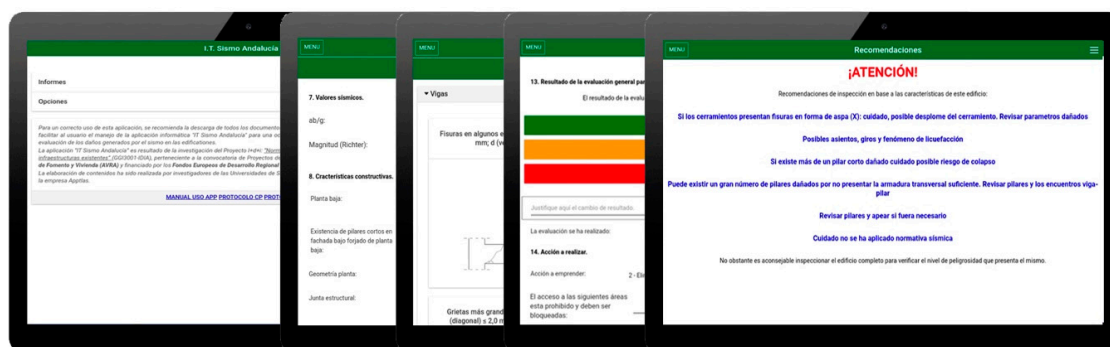 I.T. Sismo Andalucía
Informes
Opciones
Para un correcto uso de esta aplicación, se recomienda la descarga de todos los documento
facilitar al usuario el manejo de la aplicación informática "IT Sismo Andalucia" para una
evaluación de los daños generados por el sismo en las edificaciones.
La aplicación "IT Sismo Andalucia" es resultado de la investigación del Proyecto I+d+i:
infraestructuras existentes" (GGI3001-IDIA), perteneciente a la convocatoria de Proyectos de
de Fomento y Vivienda (AVRA) y financiado por los Fondos Europeos de Desarrollo Regional
La elaboración de contenidos ha sido realizada por investigadores de las Universidades de S
la empresa
MANUAL USO APP PROTOCOLO CP PROT
MENU
7. Valores sísmicos.
ab/g:
Magnitud (Richter):
8. Cracterísticas constructivas.
Planta baja:
Existencia de pilares cortos en
fachada bajo forjado de planta
baja:
Geometría planta:
Junta estructural:
MENU
Vigas
Fisuras en algunos e
mm; d (ve
Grietas más grand
(diagonal) ≤ 2,0 m
MENU
13. Resultado de la evaluación general par
El resultado de la evalu
Justifique aquí el cambio de resultado.
La evaluación se ha realizado:
14. Acción a realizar.
Acción a emprender:
2 - Eli
El acceso a las siguientes áreas
esta prohibido y deben ser
bloqueadas:
MENU
Recomendaciones
¡ATENCIÓN!
Recomendaciones de inspección en base a las características de este edificio:
Si los cerramientos presentan fisuras en forma de aspa (X): cuidado, posible desplome del cerramiento. Revisar parametros dañados
Posibles asientos, giros y fenómeno de licuefacción
Si existe más de un pilar corto dañado cuidado posible riesgo de colapso
Puede existir un gran número de pilares dañados por no presentar la armadura transversal suficiente. Revisar pilares y los encuentros viga-
pilar
Revisar pilares y apear si fuera necesario
Cuidado no se ha aplicado normativa sísmica
No obstante es aconsejable inspeccionar el edificio completo para verificar el nivel de peligrosidad que presenta el mismo.